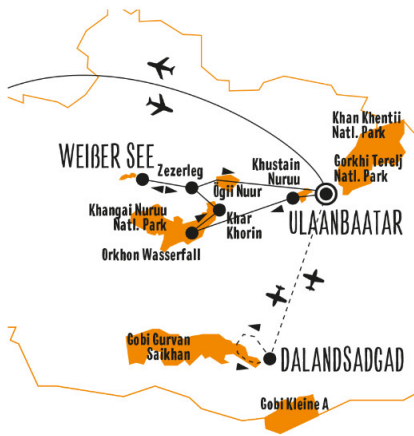 Khan Khentii
Natl. Park
WEIẞER SEE
Zezerleg
Khustain
Nuruu
Gorkhi Terelj
Natl. Park
Ögii Nuur
Khangai Nuruu
Natl. Park
Khar
Khorin
ULAANBAATAR
Orkhon Wasserfall
Gobi Gurvan
Saikhan
DALANDSADGAD
Gobi Kleine A